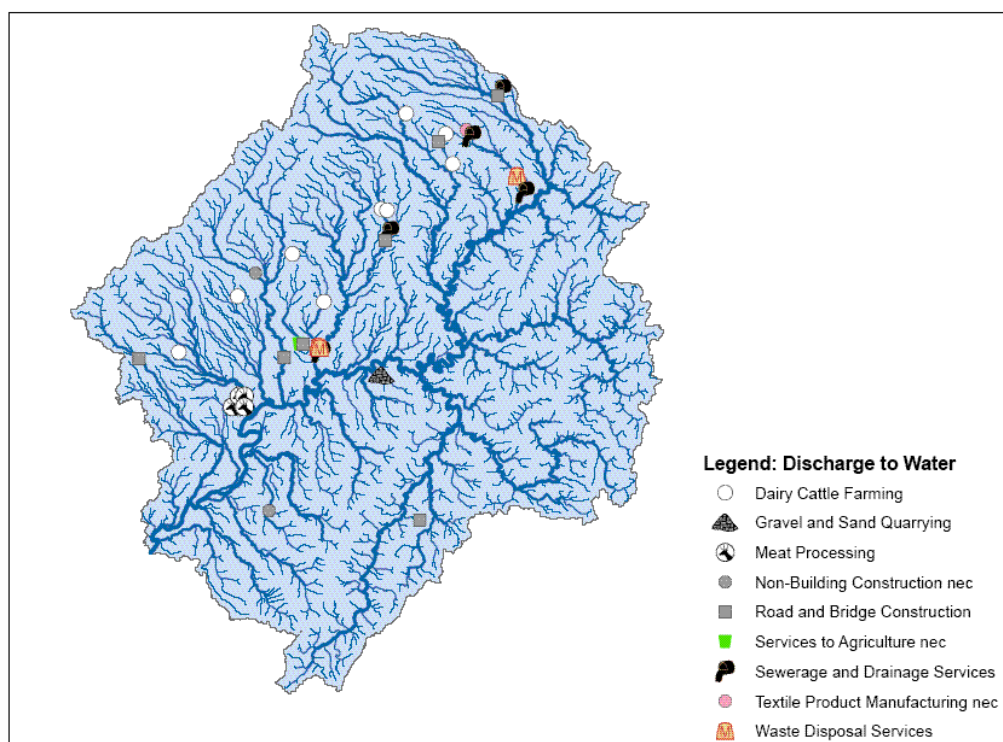 Legend: Discharge to Water
Dairy Cattle Farming
Gravel and Sand Quarrying
Meat Processing
Non-Building Construction nec
Road and Bridge Construction
Services to Agriculture nec
Sewerage and Drainage Services
Textile Product Manufacturing nec
Waste Disposal Services